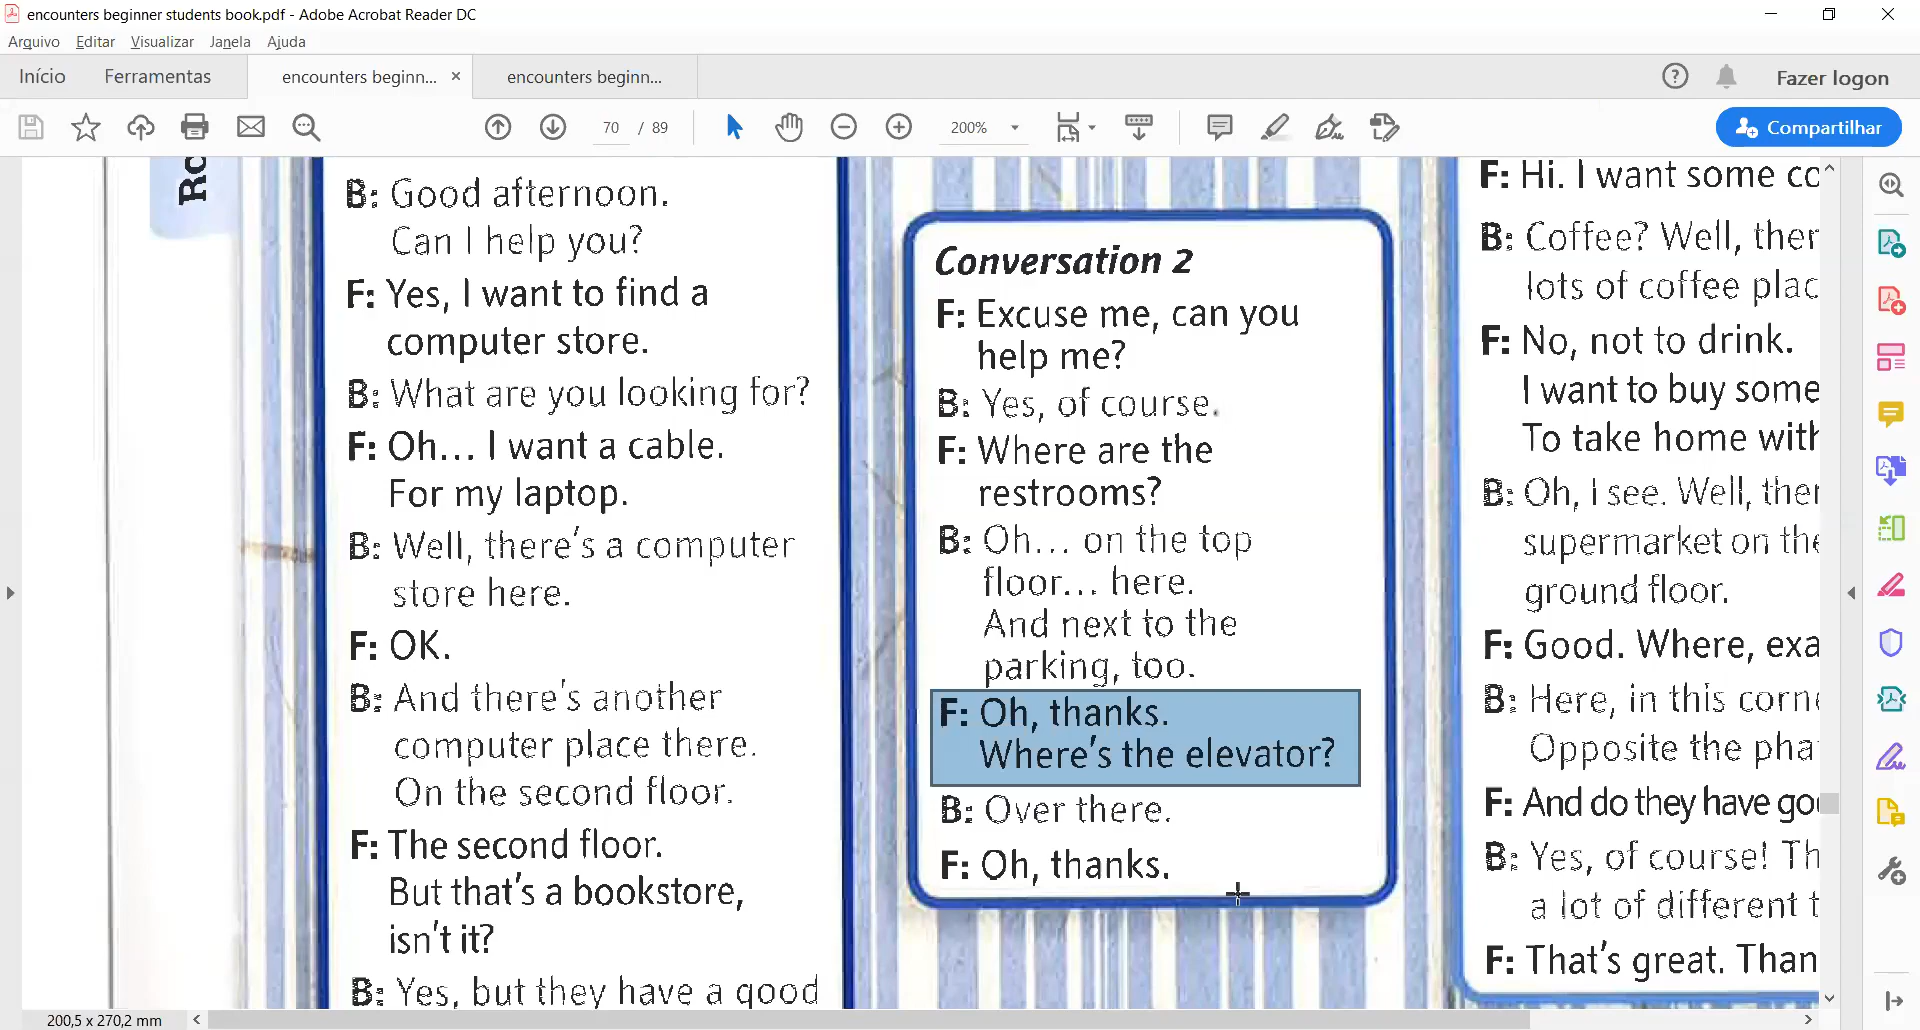 encounters beginner students book.pdf - Adobe Acrobat Reader DC
Arquivo Editar Visualizar Janela Ajuda
Início Ferramentas encounters beginn... × encounters beginn... Fazer logon
70 / 89 200% Compartilhar
B: Good afternoon.
Can I help you?
F: Yes, I want to find a
computer store.
B: What are you looking for?
F: Oh... I want a cable.
For my laptop.
B: Well, there's a computer
store here.
F: OK.
B: And there's another
computer place there.
On the second floor.
F: The second floor.
But that's a bookstore,
isn't it?
B: Yes, but they have a good
Conversation 2
F: Excuse me, can you
help me?
B: Yes, of course.
F: Where are the
restrooms?
B: Oh... on the top
floor... here.
And next to the
parking, too.
F: Oh, thanks.
Where's the elevator?
B: Over there.
F: Oh, thanks.
F: Hi. I want some co
B: Coffee? Well, ther
lots of coffee plac
F: No, not to drink.
I want to buy some
To take home with
B: Oh, I see. Well, ther
supermarket on the
ground floor.
F: Good. Where, exa
B: Here, in this corne
Opposite the pha
F: And do they have go
B: Yes, of course! Th
a lot of different t
F: That's great. Than
200,5 x 270,2 mm